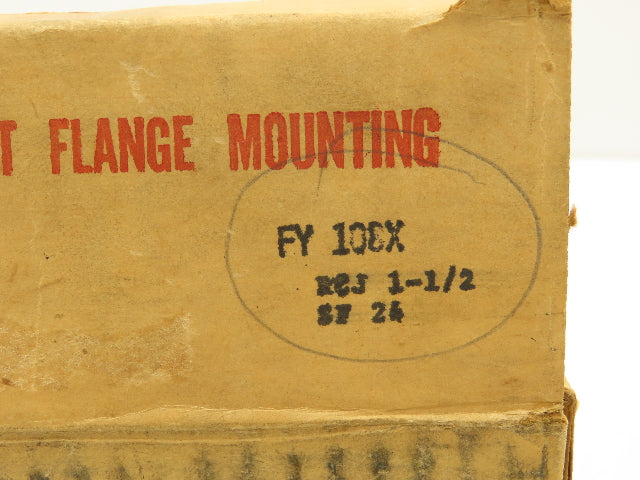 T FLANGE MOUNTING
FY 108X
RCJ 1-1/2
SF 24